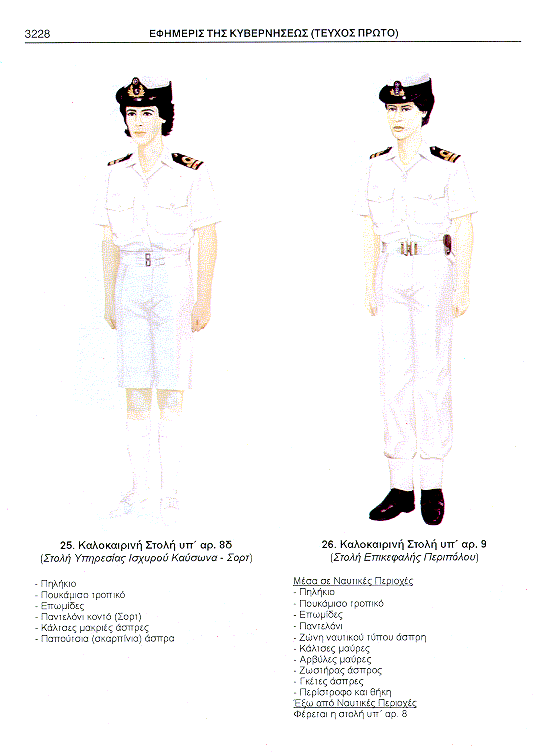 3228
ΕΦΗΜΕΡΙΣ ΤΗΣ ΚΥΒΕΡΝΗΣΕΩΣ (ΤΕΥΧΟΣ ΠΡΩΤΟ)
25. Καλοκαιρινή Στολή υπ΄ αρ. 8δ
(Στολή Υπηρεσίας Ισχυρού Καύσωνα - Σορτ)
- Πηλήκιο
- Πουκάμισο τροπικό
- Επωμίδες
- Παντελόνι κοντό (Σορτ)
- Κάλτσες μακριές άσπρες
- Παπούτσια (σκαρπίνια) άσπρα
26. Καλοκαιρινή Στολή υπ΄ αρ. 9
(Στολή Επικεφαλής Περιπόλου)
Μέσα σε Ναυτικές Περιοχές
- Πηλήκιο
- Πουκάμισο τροπικό
- Επωμίδες
- Παντελόνι
- Ζώνη ναυτικού τύπου άσπρη
- Κάλτσες μαύρες
- Αρβύλες μαύρες
- Ζωστήρας άσπρος
- Γκέτες άσπρες
- Περίστροφο και θήκη
Έξω από Ναυτικές Περιοχές
Φέρεται η στολή υπ΄ αρ. 8